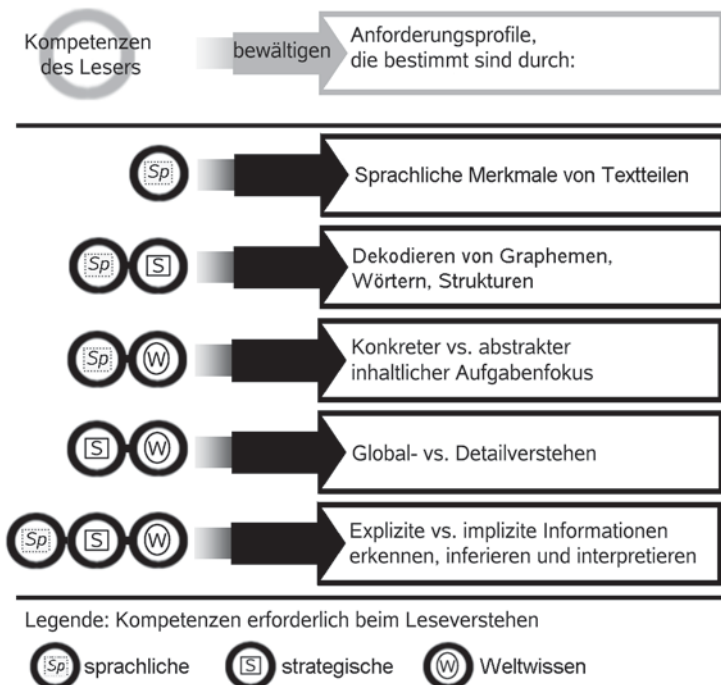 Kompetenzen
des Lesers
bewältigen
Anforderungsprofile,
die bestimmt sind durch:
Sp
Sprachliche Merkmale von Textteilen
Sp S
Dekodieren von Graphemen,
Wörtern, Strukturen
Sp W
Konkreter vs. abstrakter
inhaltlicher Aufgabenfokus
S W
Global- vs. Detailverstehen
Sp S W
Explizite vs. implizite Informationen
erkennen, inferieren und interpretieren
Legende: Kompetenzen erforderlich beim Leseverstehen
Sp sprachliche S strategische W Weltwissen